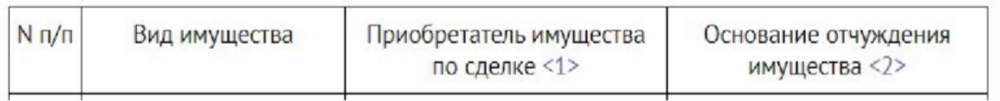 N п/п
Вид имущества
Приобретатель имущества
по сделке <1>
Основание отчуждения
имущества <2>